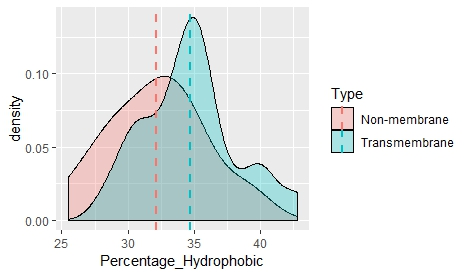 density
0.10
0.05
0.00
25
30
35
40
Percentage_Hydrophobic
Type
Non-membrane
Transmembrane